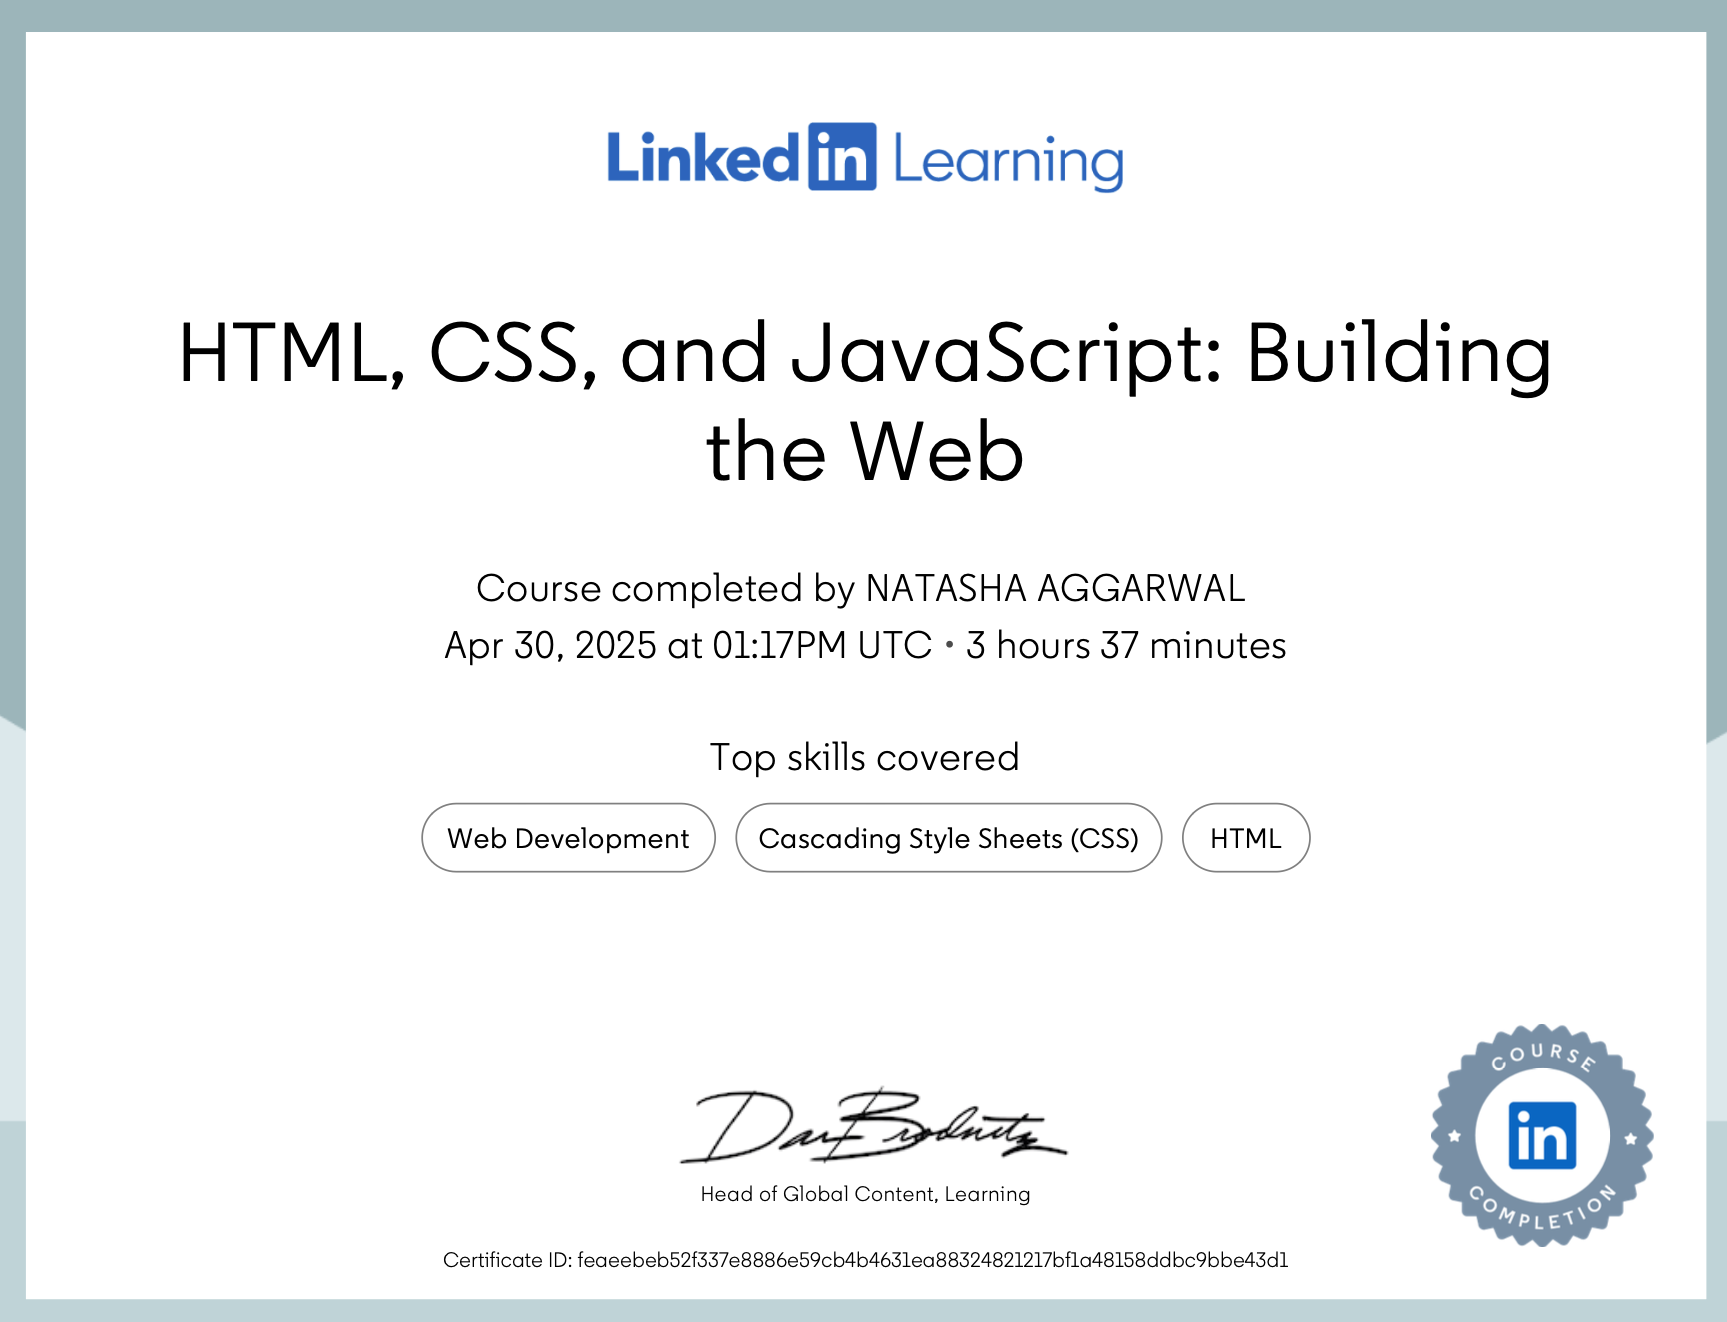 Linked in Learning
HTML, CSS, and JavaScript: Building
the Web
Course completed by NATASHA AGGARWAL
Apr 30, 2025 at 01:17PM UTC • 3 hours 37 minutes
Top skills covered
Web Development
Cascading Style Sheets (CSS)
HTML
Dan Brodnitz
Head of Global Content, Learning
COURSE
in
COMPLETION
Certificate ID: feaeebeb52f337e8886e59cb4b4631ea88324821217bf1a48158ddbc9bbe43d1